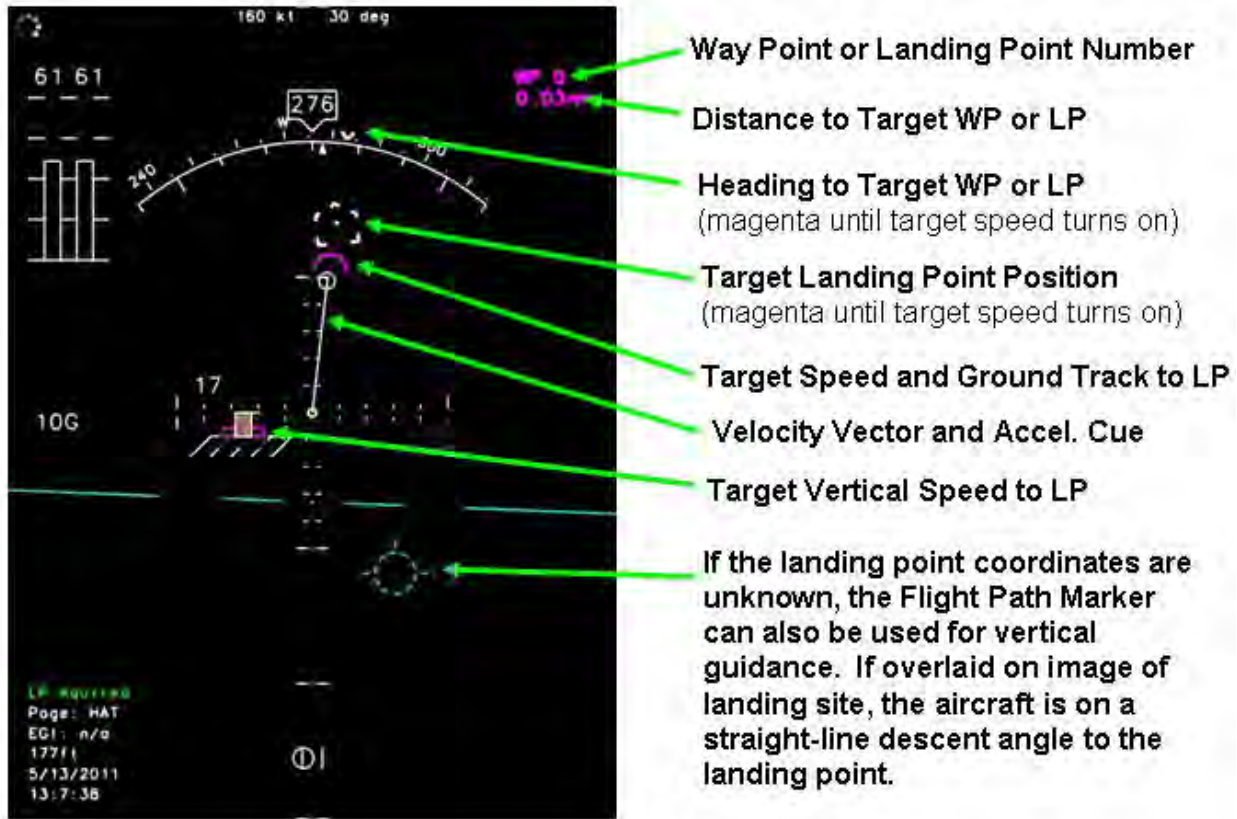 160 kt 30 deg
61 61
WP 0
0.03
276
W
240
300
17
10G
LP Aquired
Page: HAT
EGI: n/a
177ft
5/13/2011
13:7:38
Way Point or Landing Point Number
Distance to Target WP or LP
Heading to Target WP or LP
(magenta until target speed turns on)
Target Landing Point Position
(magenta until target speed turns on)
Target Speed and Ground Track to LP
Velocity Vector and Accel. Cue
Target Vertical Speed to LP
If the landing point coordinates are
unknown, the Flight Path Marker
can also be used for vertical
guidance. If overlaid on image of
landing site, the aircraft is on a
straight-line descent angle to the
landing point.